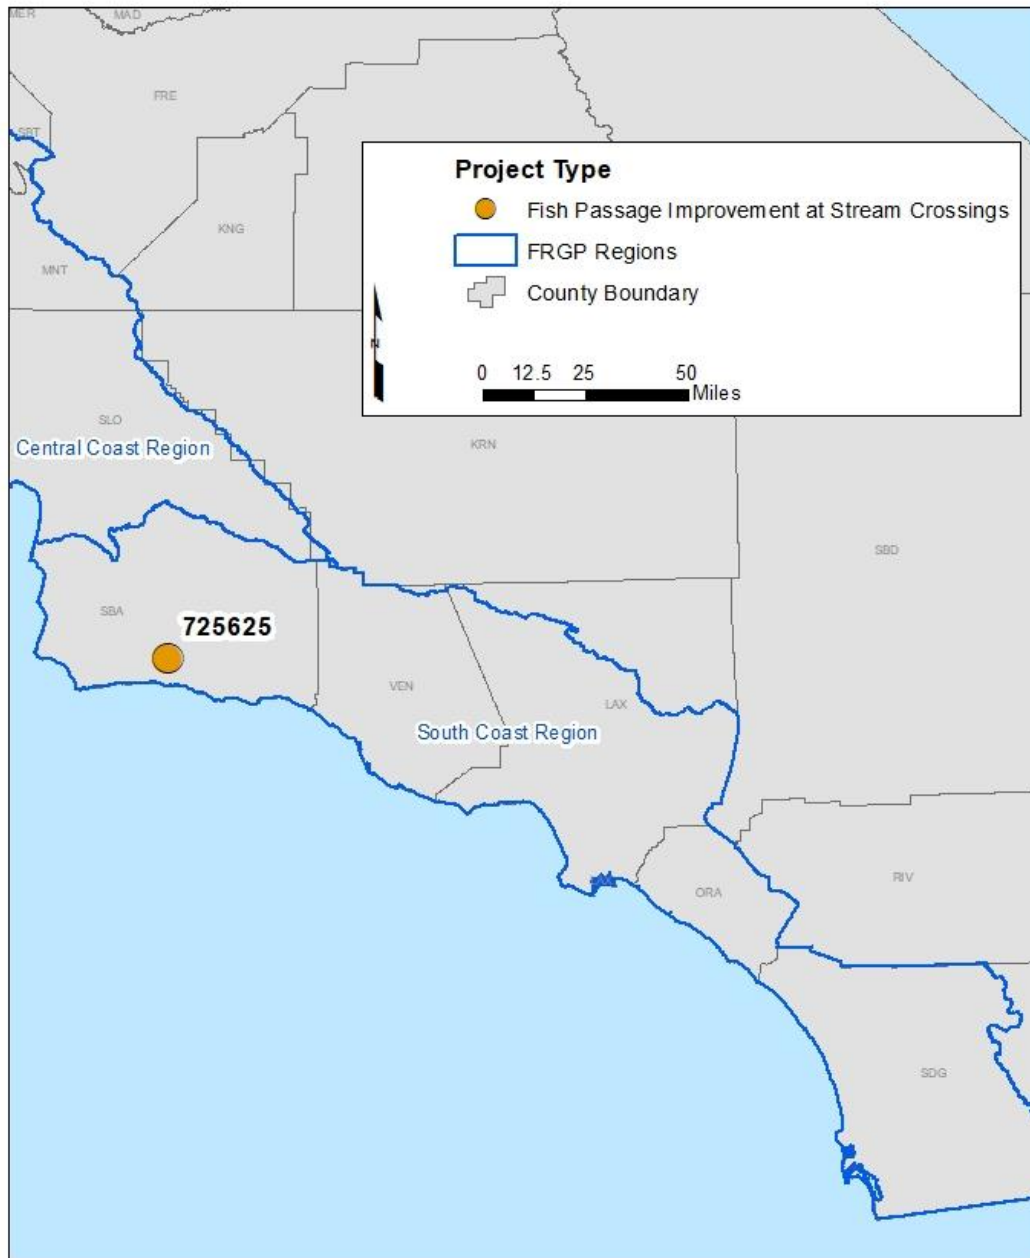 MER
MAD
FRE
SBT
KNG
MNT
Project Type
Fish Passage Improvement at Stream Crossings
FRGP Regions
County Boundary
N
0 12.5 25 50
Miles
SLO
Central Coast Region
KRN
SBD
SBA
725625
VEN
LAX
South Coast Region
ORA
RIV
SDG